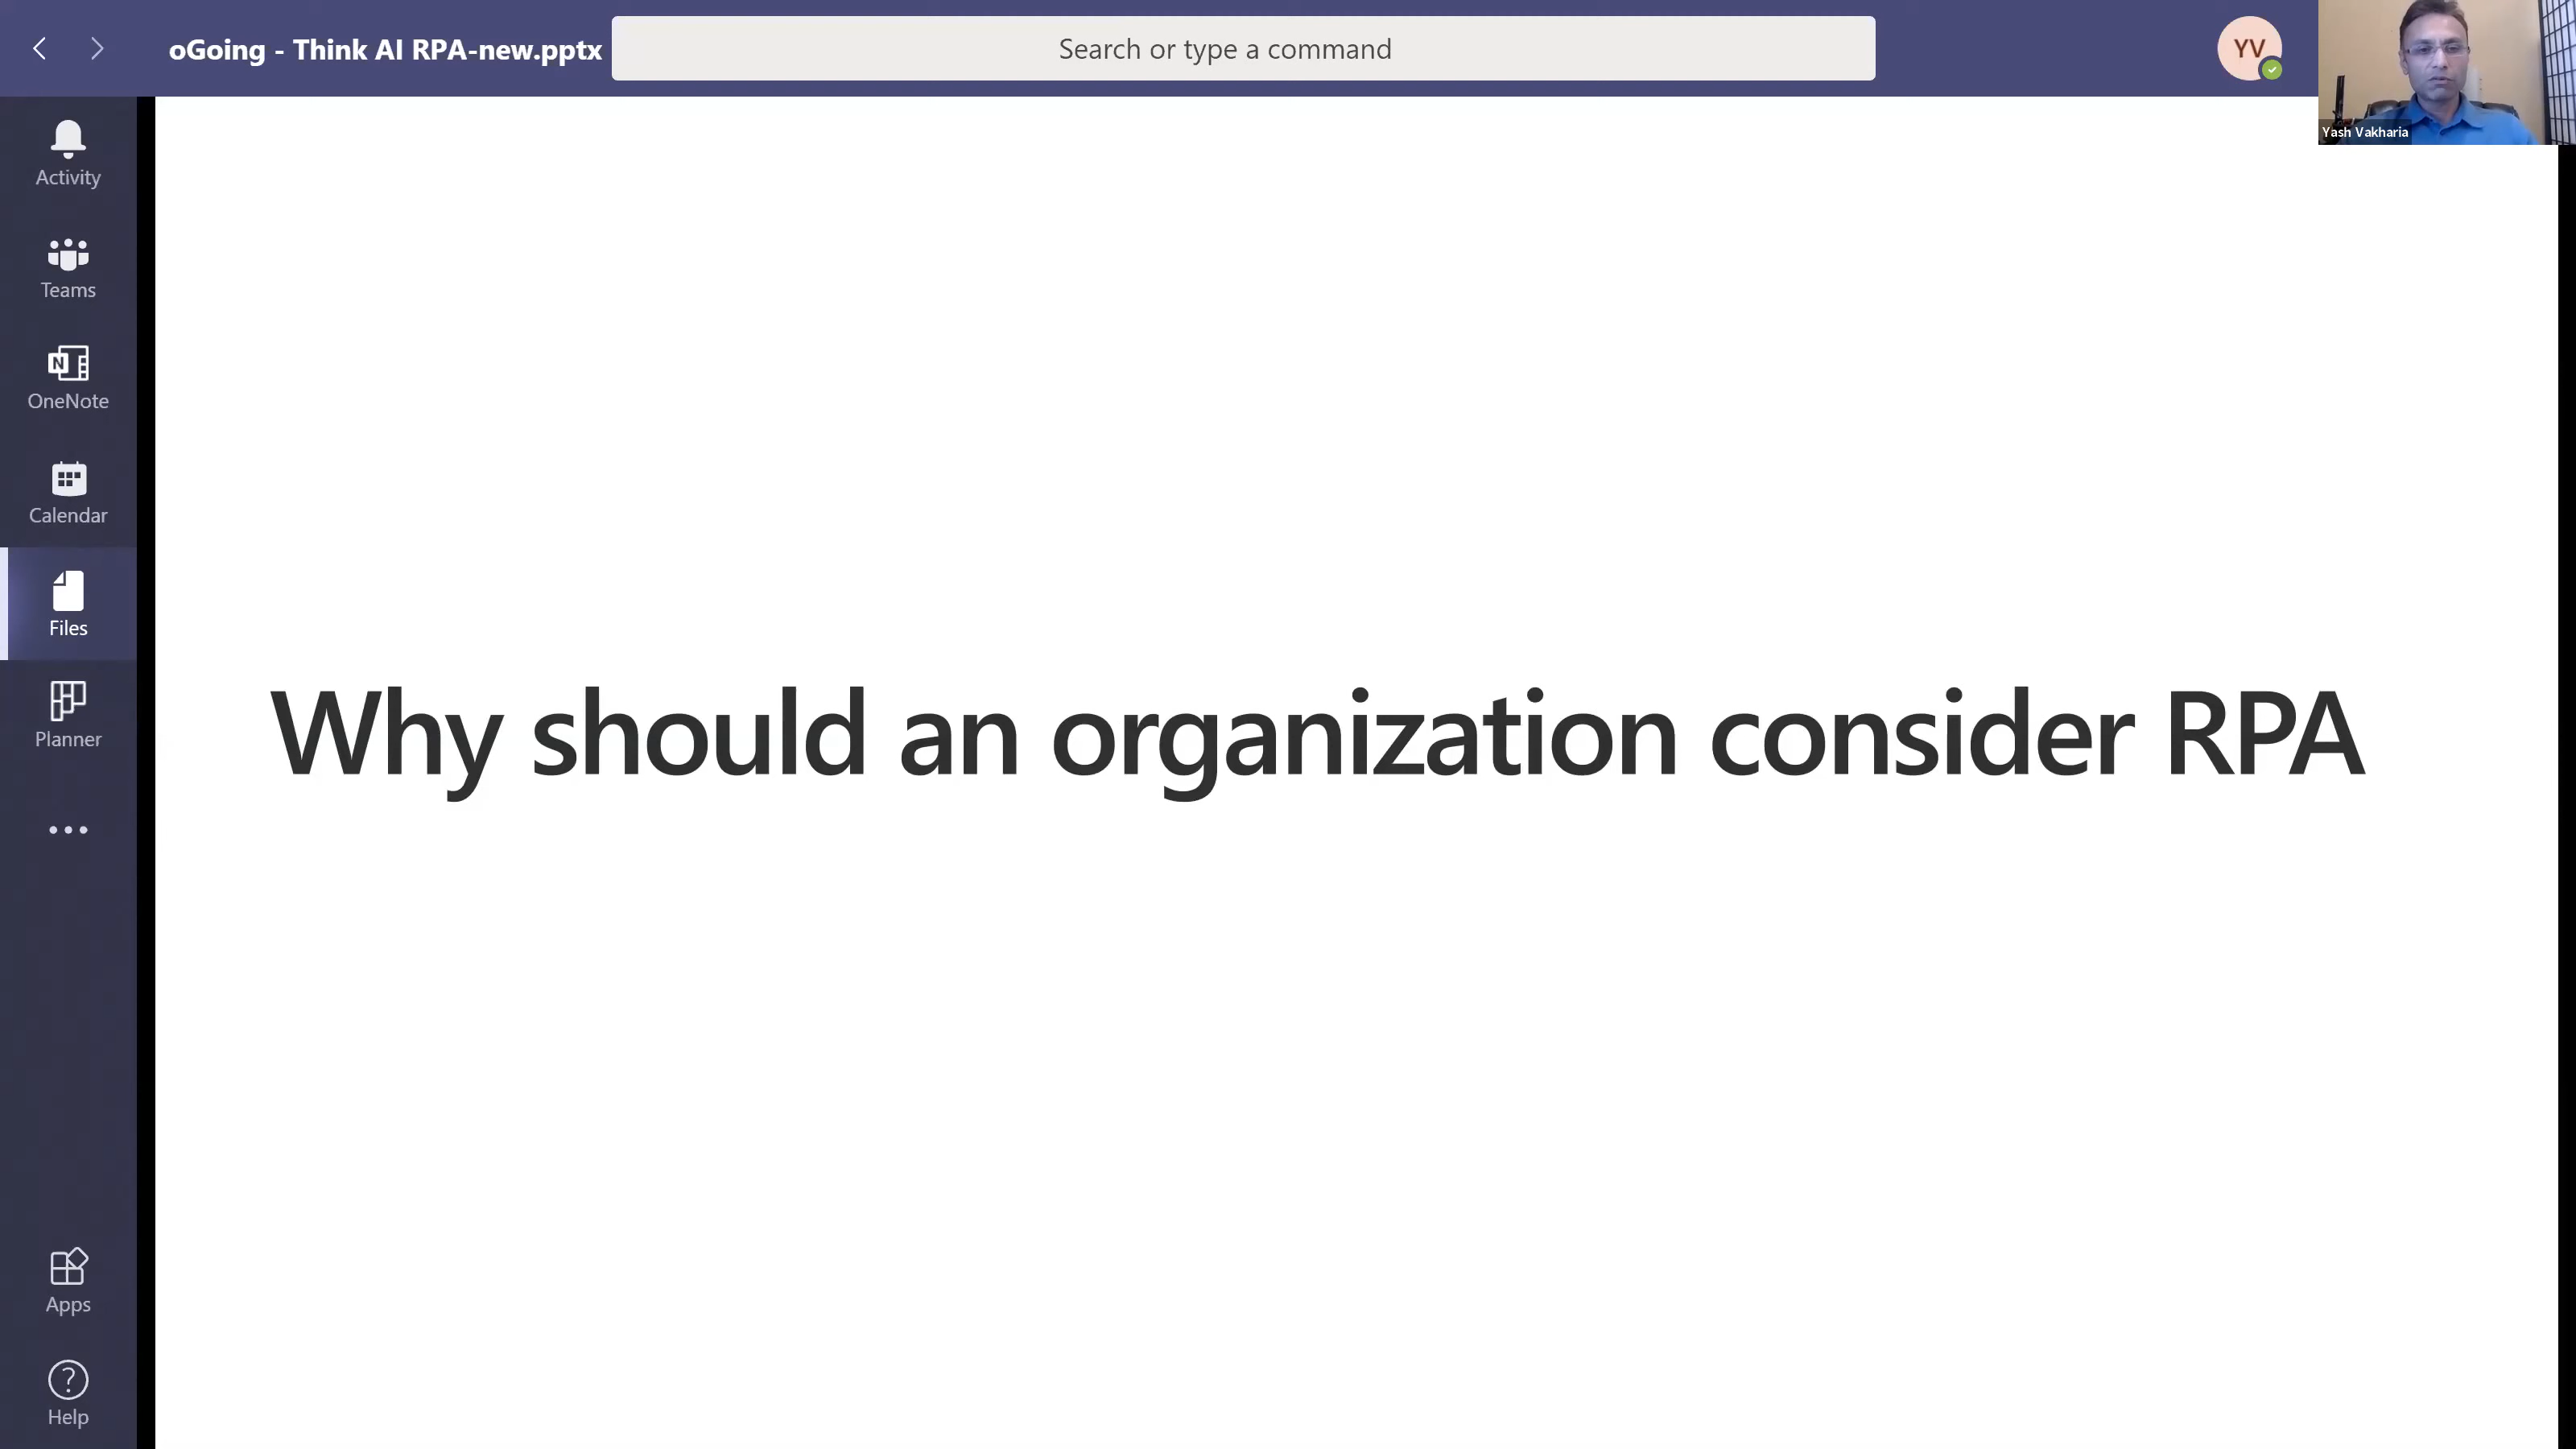 oGoing - Think AI RPA-new.pptx
Search or type a command
YV
Yash Vakharia
Activity
Teams
N
OneNote
Calendar
Files
Planner
Why should an organization consider RPA
Apps
?
Help